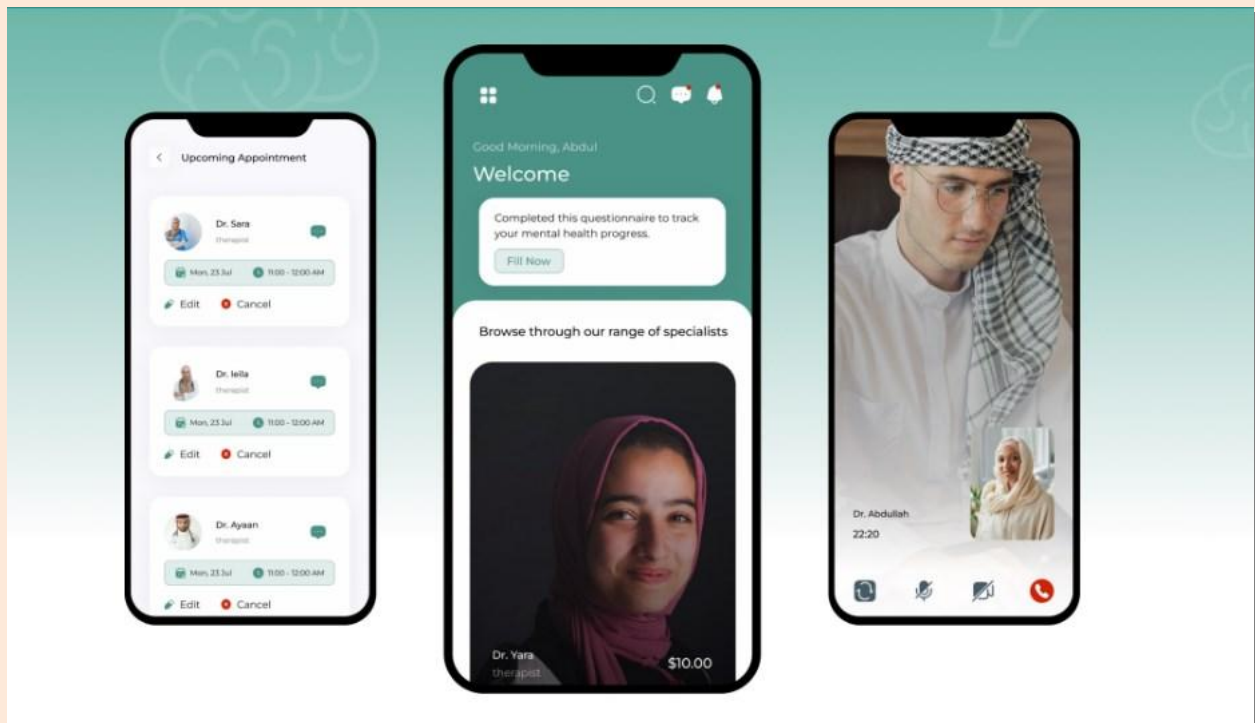 Upcoming Appointment
Dr. Sara
therapist
Mon, 23 Jul 11:00 - 12:00 AM
Edit Cancel
Dr. leila
therapist
Mon, 23 Jul 11:00 - 12:00 AM
Edit Cancel
Dr. Ayaan
therapist
Mon, 23 Jul 11:00 - 12:00 AM
Edit Cancel
Good Morning, Abdul
Welcome
Completed this questionnaire to track
your mental health progress.
Fill Now
Browse through our range of specialists
Dr. Yara
therapist
$10.00
Dr. Abdullah
22:20